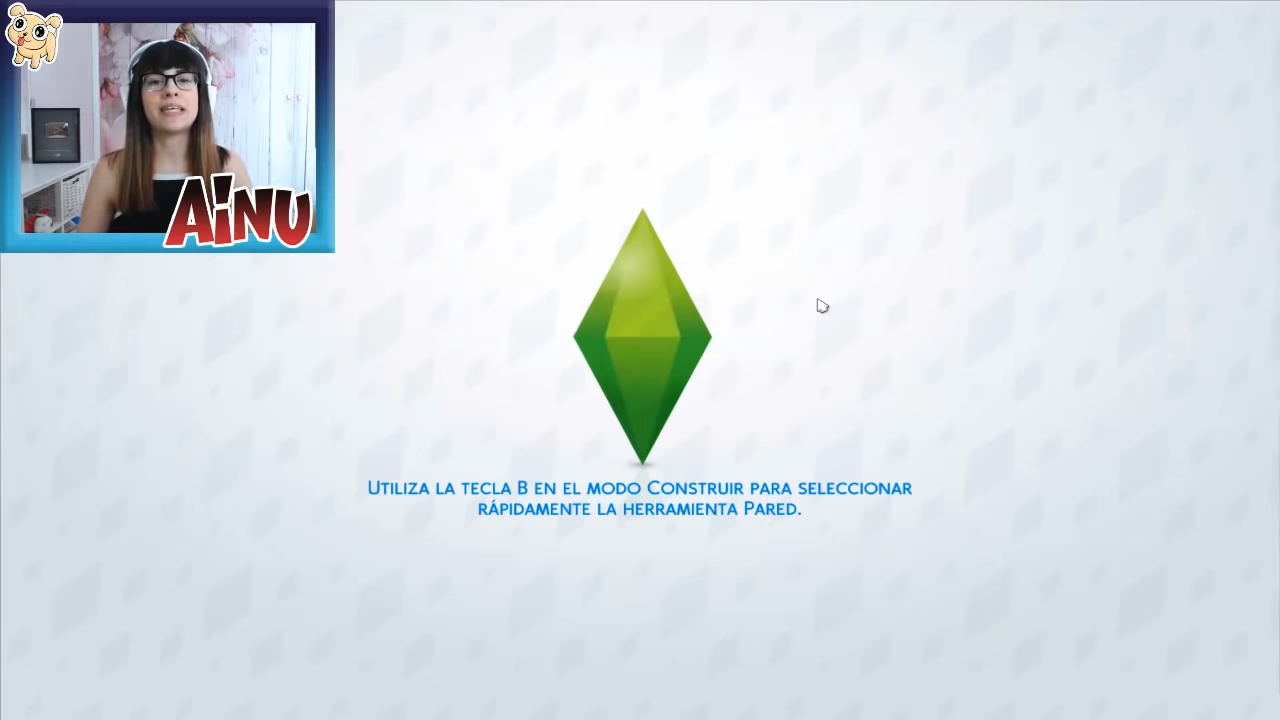 AiNU
Utiliza la tecla B en el modo Construir para seleccionar
rápidamente la herramienta Pared.